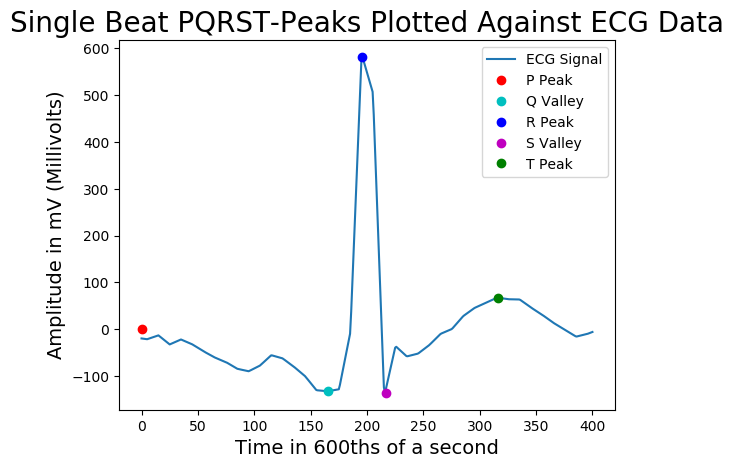 Single Beat PQRST-Peaks Plotted Against ECG Data
600
500
400
300
200
100
0
−100
Amplitude in mV (Millivolts)
ECG Signal
P Peak
Q Valley
R Peak
S Valley
T Peak
0 50 100 150 200 250 300 350 400
Time in 600ths of a second